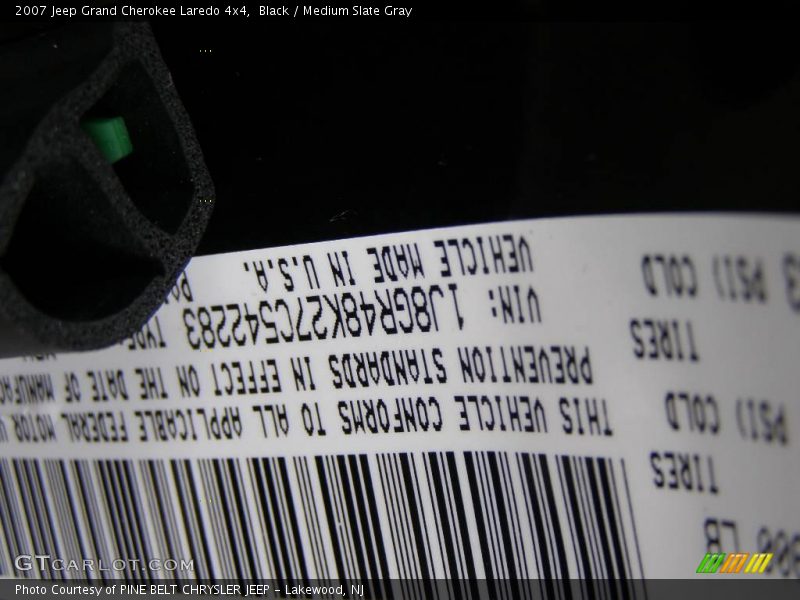 2007 Jeep Grand Cherokee Laredo 4x4, Black / Medium Slate Gray
LB
TIRES
PSI) COLD
TIRES
PSI) COLD
THIS VEHICLE CONFORMS TO ALL APPLICABLE FEDERAL MOTOR
PREVENTION STANDARDS IN EFFECT ON THE DATE OF
VIN: 1J8GR48K27C542283 TYPE
VEHICLE MADE IN U.S.A.
GTCARLOT.COM
Photo Courtesy of PINE BELT CHRYSLER JEEP - Lakewood, NJ